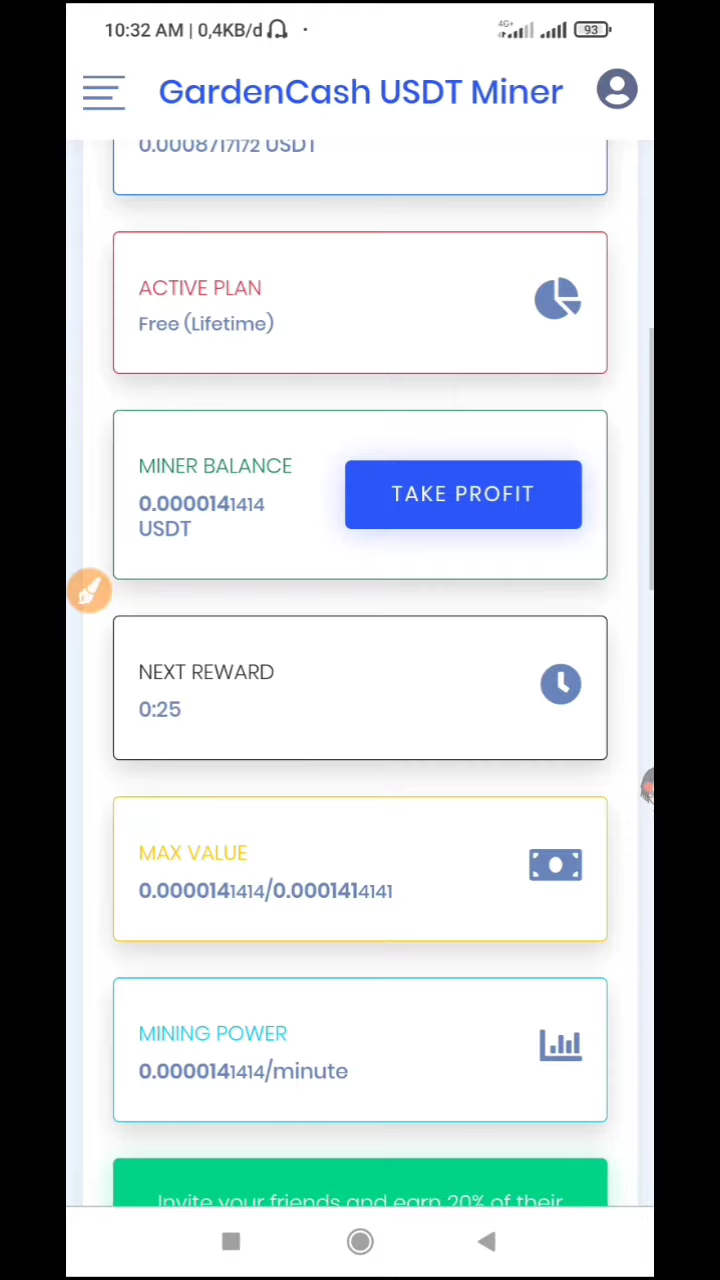 10:32 AM | 0,4KB/d
4G+
93
GardenCash USDT Miner
0.0008717172 USDT
ACTIVE PLAN
Free (Lifetime)
MINER BALANCE
0.0000141414
USDT
TAKE PROFIT
NEXT REWARD
0:25
MAX VALUE
0.0000141414/0.0001414141
MINING POWER
0.0000141414/minute
Invite your friends and earn 20% of their